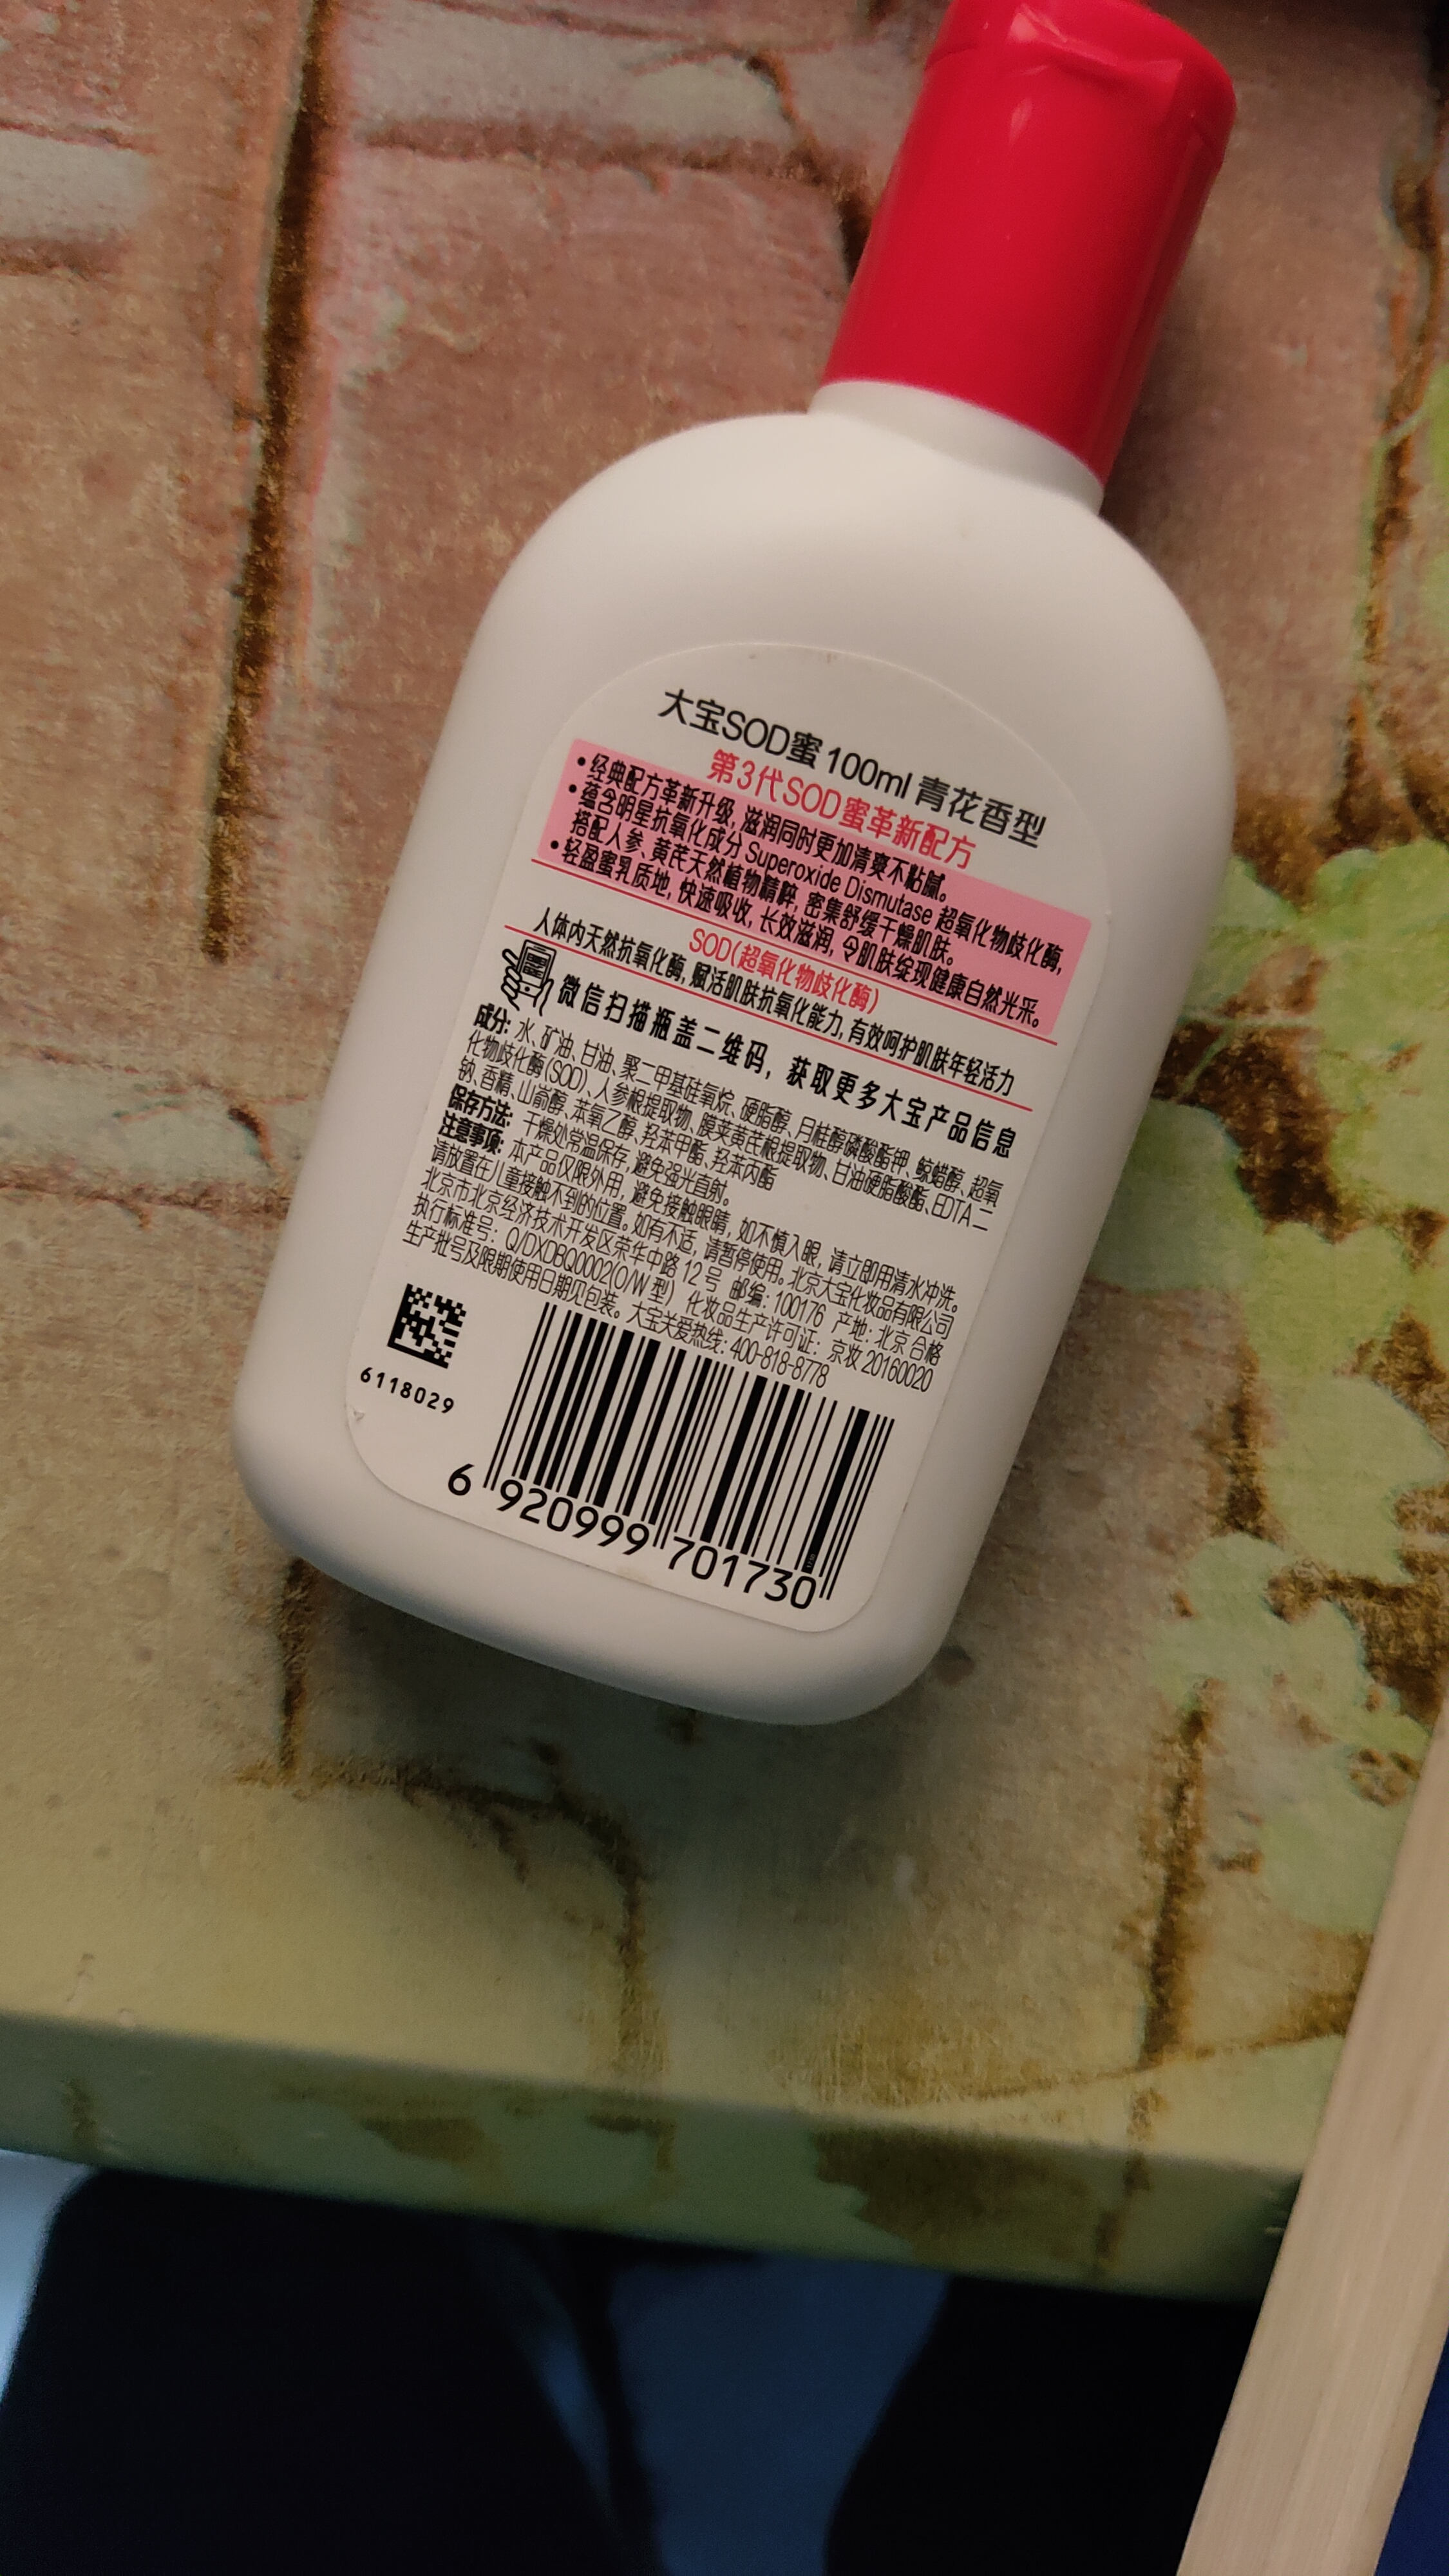 大宝SOD蜜 100ml 青花香型
第3代SOD蜜革新配方
• 经典配方革新升级, 滋润同时更加清爽不粘腻。
• 蕴含明星抗氧化成分 Superoxide Dismutase 超氧化物歧化酶,
搭配人参、黄芪天然植物精粹, 密集舒缓干燥肌肤。
• 轻盈蜜乳质地, 快速吸收, 长效滋润, 令肌肤绽现健康自然光采。
SOD(超氧化物歧化酶)
人体内天然抗氧化酶, 赋活肌肤抗氧化能力, 有效呵护肌肤年轻活力
微信扫描瓶盖二维码, 获取更多大宝产品信息
成分: 水、矿油、甘油、聚二甲基硅氧烷、硬脂醇、月桂醇磷酸酯钾、鲸蜡醇、超氧
化物歧化酶(SOD)、人参根提取物、膜荚黄芪根提取物、甘油硬脂酸酯、EDTA二
钠、香精、山嵛醇、苯氧乙醇、羟苯甲酯、羟苯丙酯
保存方法: 干燥处常温保存, 避免强光直射。
注意事项: 本产品仅限外用, 避免接触眼睛, 如不慎入眼, 请立即用清水冲洗。
请放置在儿童接触不到的位置。如有不适, 请暂停使用。北京大宝化妆品有限公司
北京市北京经济技术开发区荣华中路 12 号 邮编: 100176 产地: 北京 合格
执行标准号: Q/DXDBQ0002(O/W型) 化妆品生产许可证: 京妆 20160020
生产批号及限期使用日期见包装。大宝关爱热线: 400-818-8778
6118029
6 920999 701730